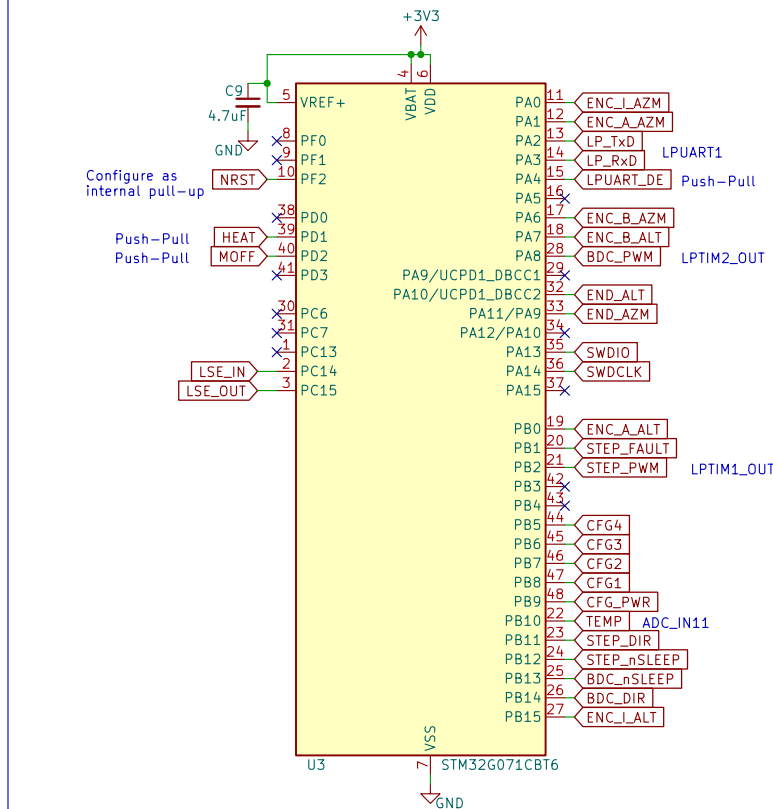 +3V3
C9
4.7uF
GND
4 6
VBAT VDD
5 VREF+
8 PF0
9 PF1
Configure as
internal pull-up
NRST 10 PF2
38 PD0
Push-Pull HEAT 39 PD1
Push-Pull MOFF 40 PD2
41 PD3
30 PC6
31 PC7
1 PC13
LSE_IN 2 PC14
LSE_OUT 3 PC15
PA0 11 ENC_I_AZM
PA1 12 ENC_A_AZM
PA2 13 LP_TxD
LPUART1
PA3 14 LP_RxD
PA4 15 LPUART_DE Push-Pull
PA5 16
PA6 17 ENC_B_AZM
PA7 18 ENC_B_ALT
PA8 28 BDC_PWM LPTIM2_OUT
PA9/UCPD1_DBCC1 29
PA10/UCPD1_DBCC2 32 END_ALT
PA11/PA9 33 END_AZM
PA12/PA10 34
PA13 35 SWDIO
PA14 36 SWDCLK
PA15 37
PB0 19 ENC_A_ALT
PB1 20 STEP_FAULT
PB2 21 STEP_PWM LPTIM1_OUT
PB3 42
PB4 43
PB5 44 CFG4
PB6 45 CFG3
PB7 46 CFG2
PB8 47 CFG1
PB9 48 CFG_PWR
PB10 22 TEMP ADC_IN11
PB11 23 STEP_DIR
PB12 24 STEP_nSLEEP
PB13 25 BDC_nSLEEP
PB14 26 BDC_DIR
PB15 27 ENC_I_ALT
VSS
U3 7 STM32G071CBT6
GND